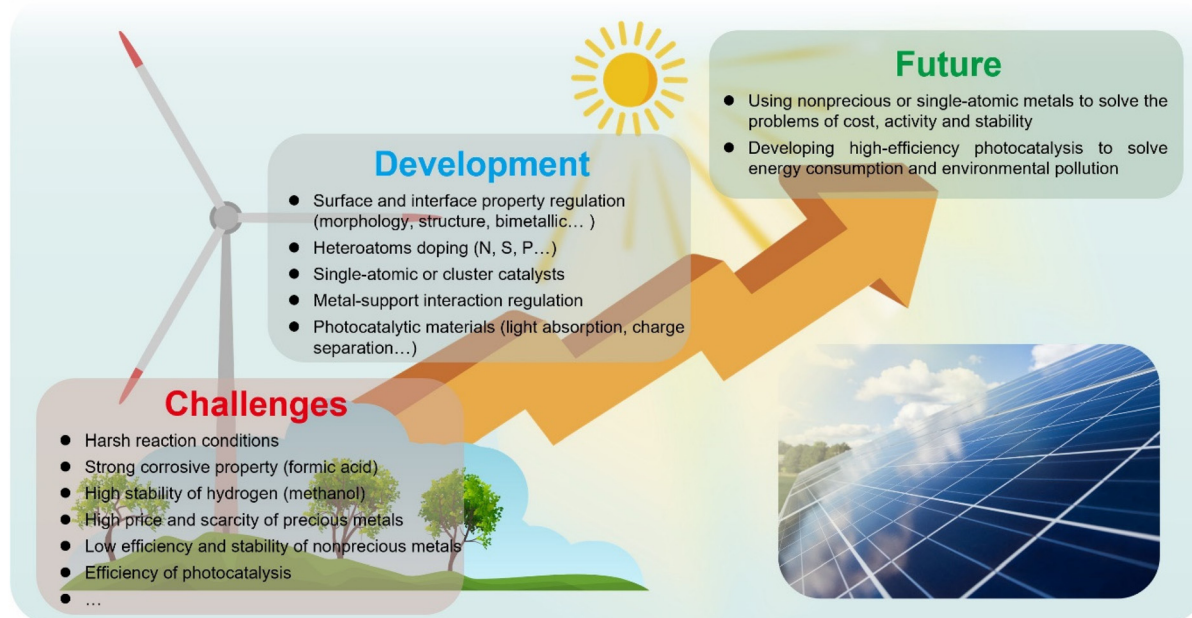 Future
● Using nonprecious or single-atomic metals to solve the
problems of cost, activity and stability
● Developing high-efficiency photocatalysis to solve
energy consumption and environmental pollution
Development
● Surface and interface property regulation
(morphology, structure, bimetallic… )
● Heteroatoms doping (N, S, P…)
● Single-atomic or cluster catalysts
● Metal-support interaction regulation
● Photocatalytic materials (light absorption, charge
separation…)
Challenges
● Harsh reaction conditions
● Strong corrosive property (formic acid)
● High stability of hydrogen (methanol)
● High price and scarcity of precious metals
● Low efficiency and stability of nonprecious metals
● Efficiency of photocatalysis
● …